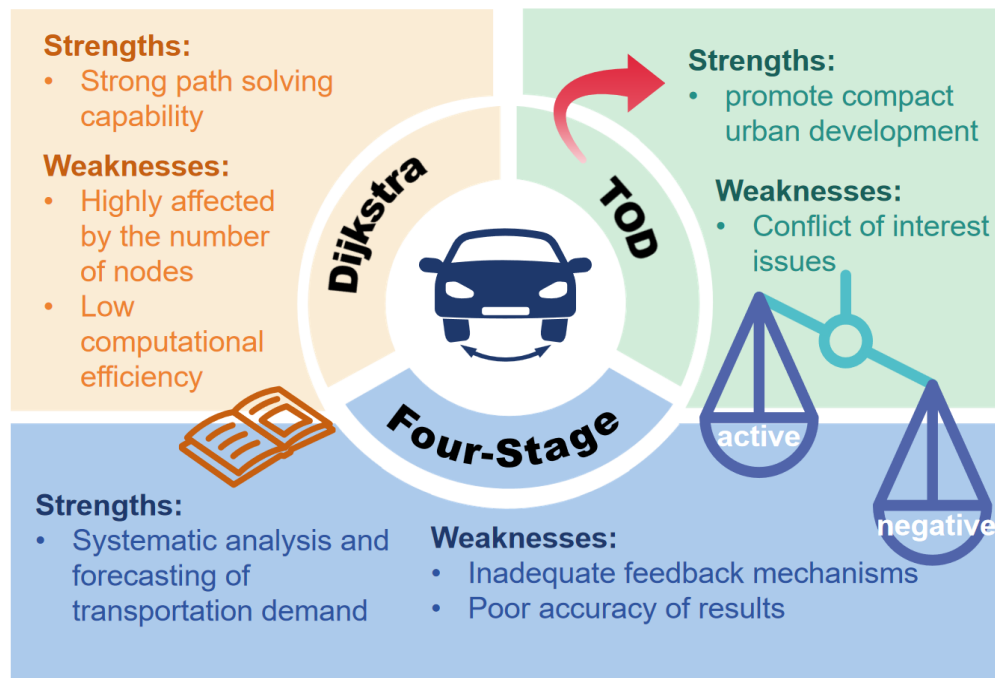 Strengths:
• Strong path solving
capability
Weaknesses:
• Highly affected
by the number
of nodes
• Low
computational
efficiency
Dijkstra
TOD
Four-Stage
Strengths:
• promote compact
urban development
Weaknesses:
• Conflict of interest
issues
active
negative
Strengths:
• Systematic analysis and
forecasting of
transportation demand
Weaknesses:
• Inadequate feedback mechanisms
• Poor accuracy of results